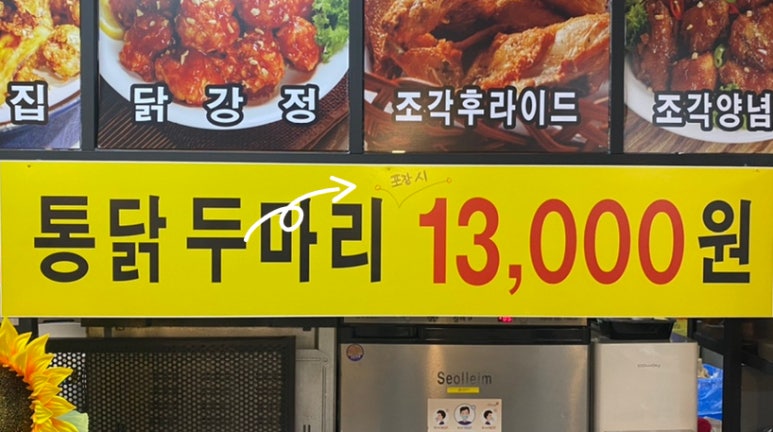 집 닭강정 조각후라이드 조각양념
포장시
통닭 두마리 13,000원
Seolleim
coway